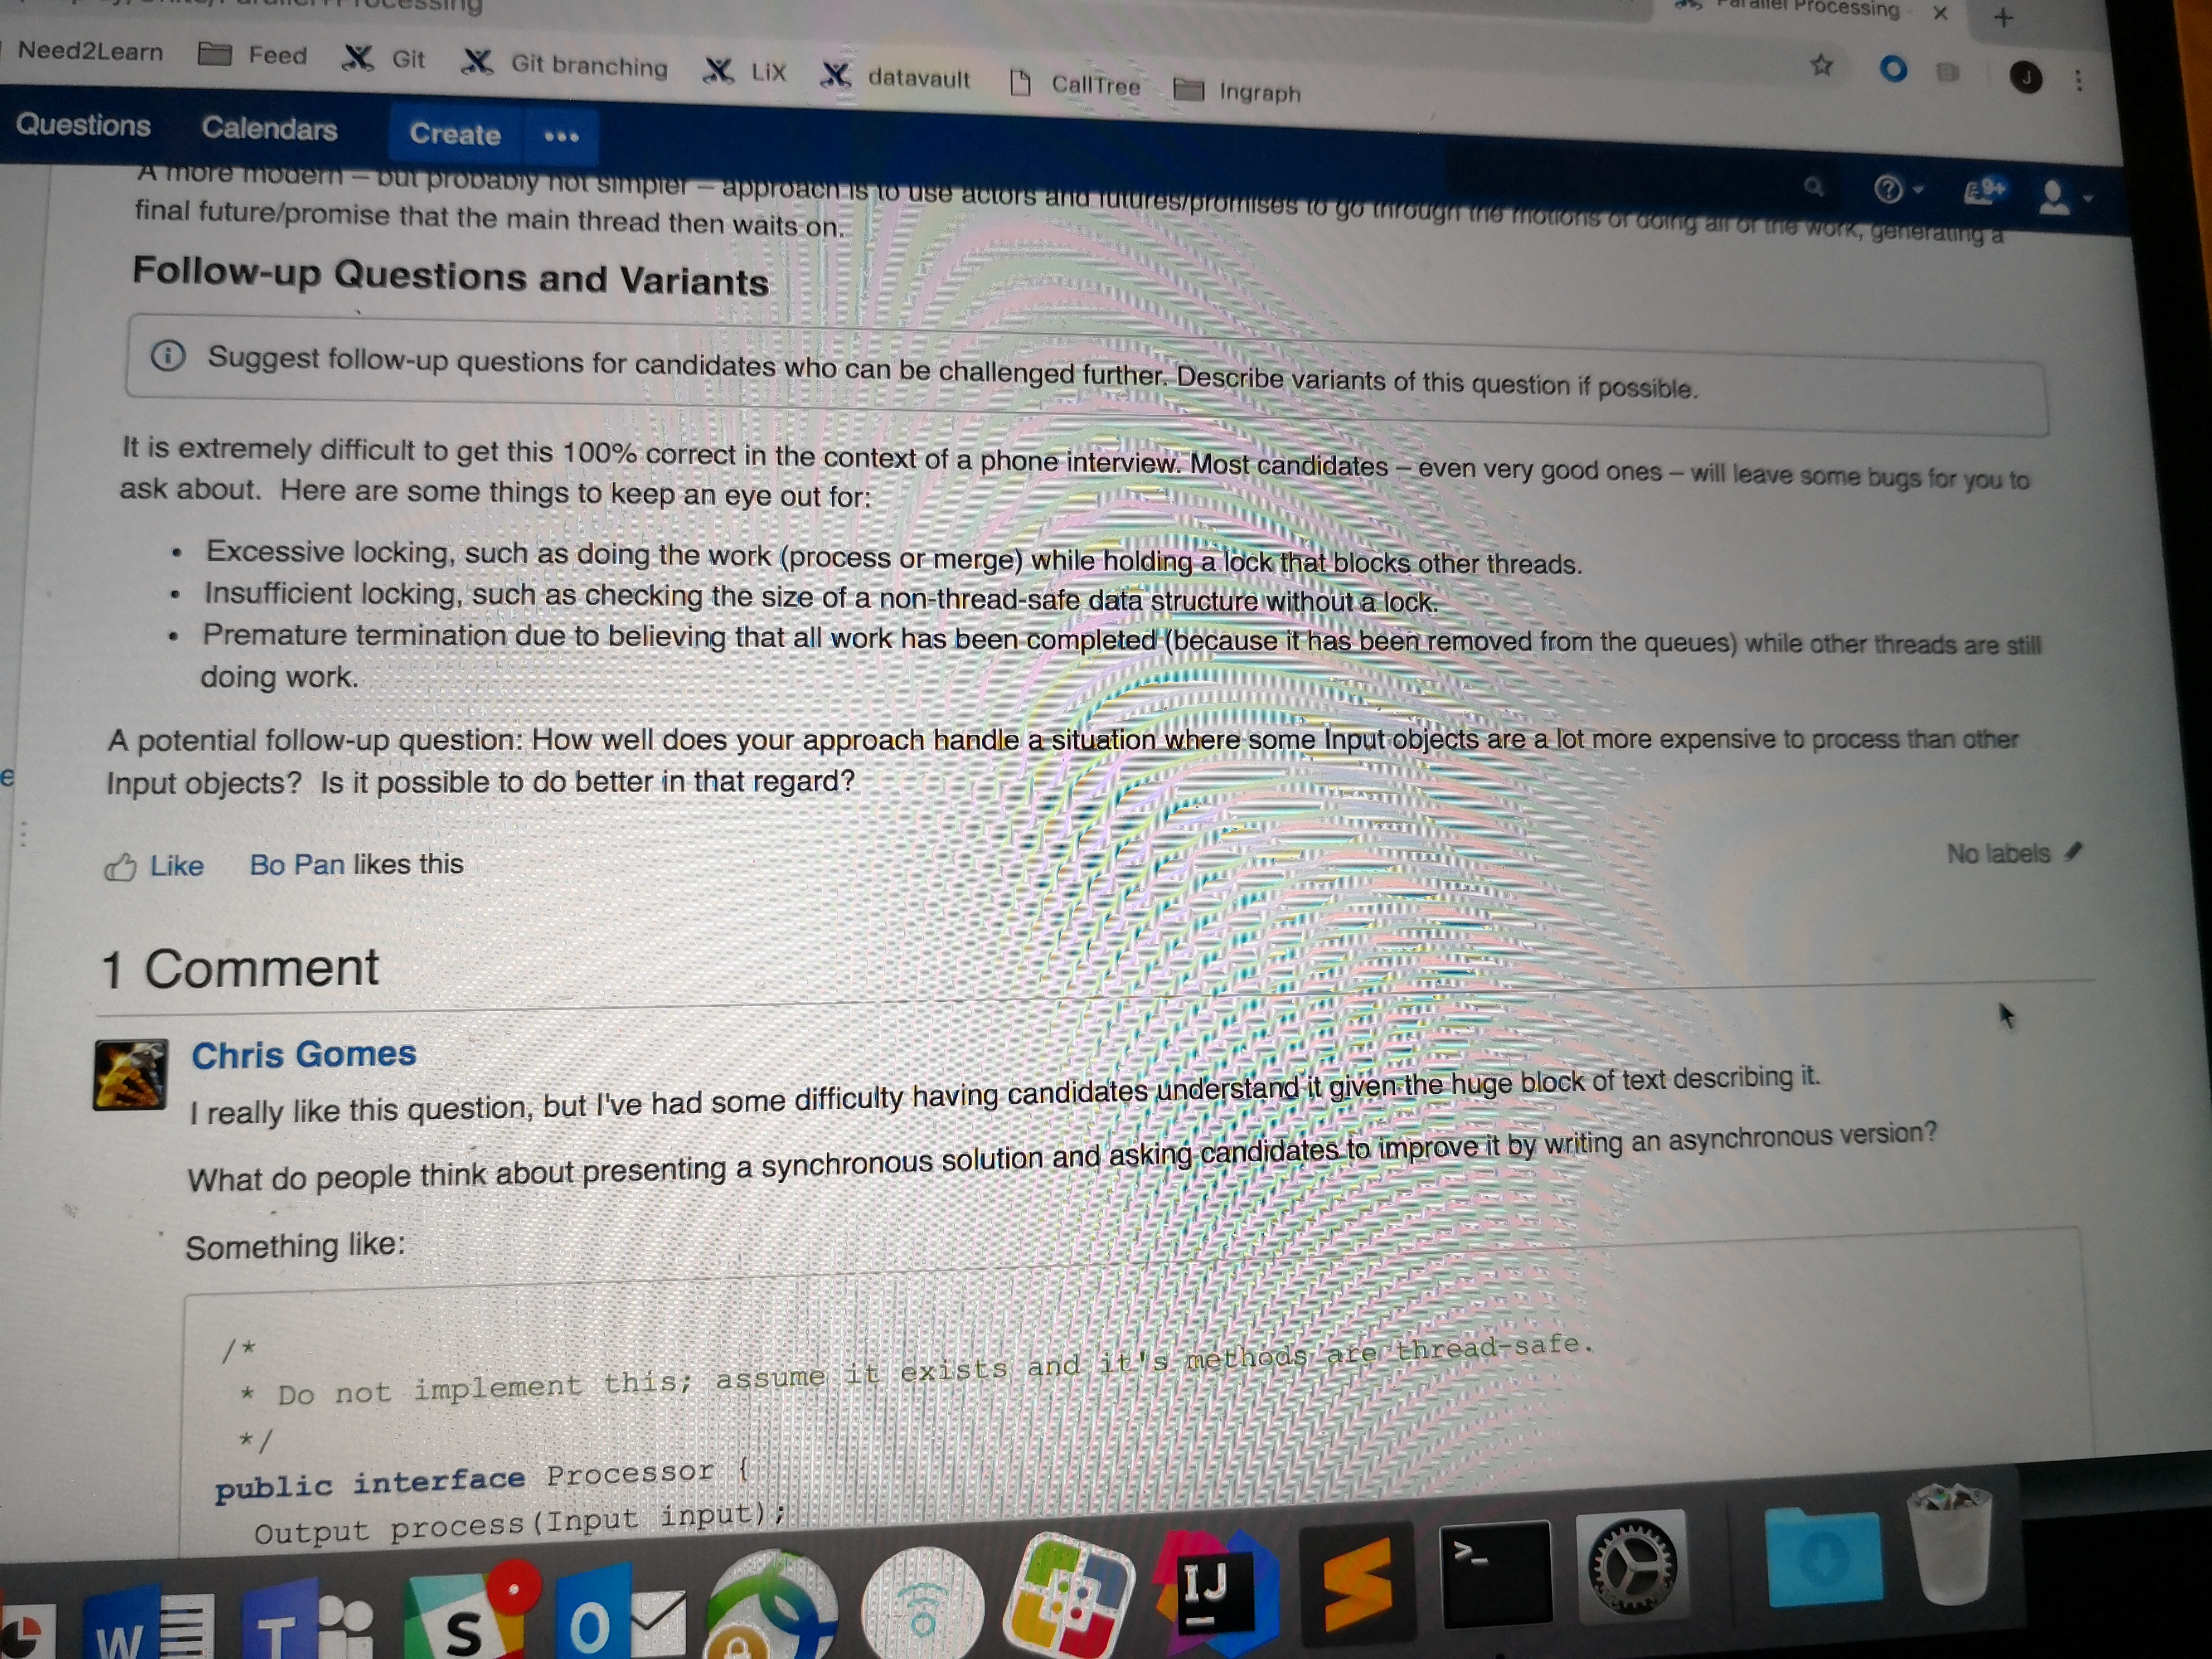 Parallel Processing
Need2Learn Feed Git Git branching LiX datavault CallTree Ingraph
J
Questions Calendars Create
9+
A more modern – but probably not simpler – approach is to use actors and futures/promises to go through the motions of doing all of the work, generating a
final future/promise that the main thread then waits on.
Follow-up Questions and Variants
Suggest follow-up questions for candidates who can be challenged further. Describe variants of this question if possible.
It is extremely difficult to get this 100% correct in the context of a phone interview. Most candidates – even very good ones – will leave some bugs for you to
ask about. Here are some things to keep an eye out for:
• Excessive locking, such as doing the work (process or merge) while holding a lock that blocks other threads.
• Insufficient locking, such as checking the size of a non-thread-safe data structure without a lock.
• Premature termination due to believing that all work has been completed (because it has been removed from the queues) while other threads are still
doing work.
A potential follow-up question: How well does your approach handle a situation where some Input objects are a lot more expensive to process than other
Input objects? Is it possible to do better in that regard?
e
Like Bo Pan likes this
No labels
1 Comment
Chris Gomes
I really like this question, but I've had some difficulty having candidates understand it given the huge block of text describing it.
What do people think about presenting a synchronous solution and asking candidates to improve it by writing an asynchronous version?
Something like:
/*
* Do not implement this; assume it exists and it's methods are thread-safe.
*/
public interface Processor {
Output process(Input input);
W T S O IJ S >_